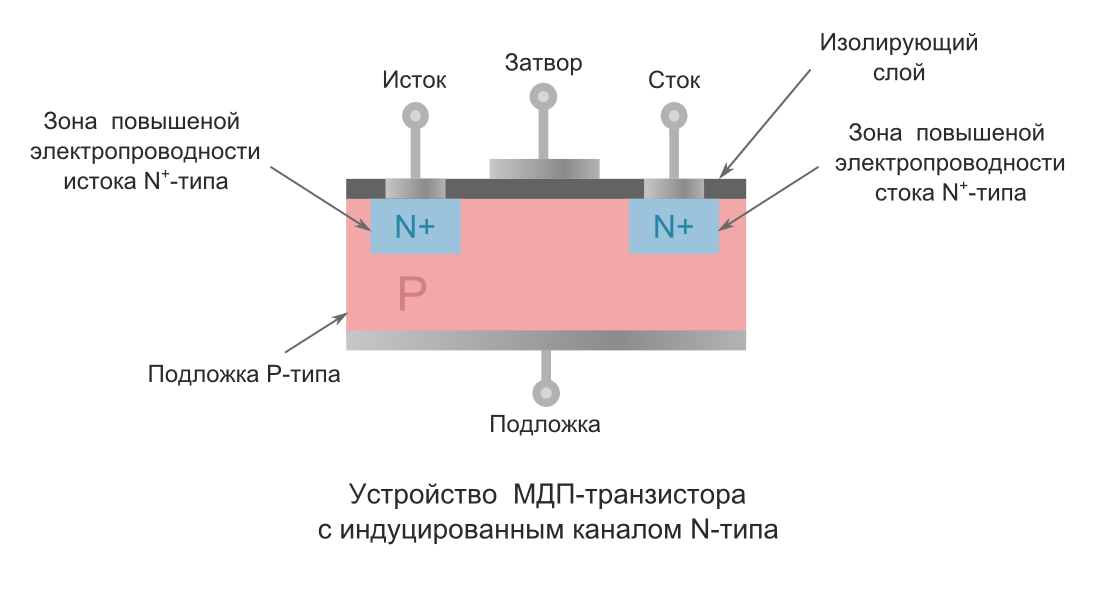 Изолирующий
слой
Затвор
Исток
Сток
Зона повышеной
электропроводности
истока N⁺-типа
Зона повышеной
электропроводности
стока N⁺-типа
N+
N+
P
Подложка P-типа
Подложка
Устройство МДП-транзистора
с индуцированным каналом N-типа